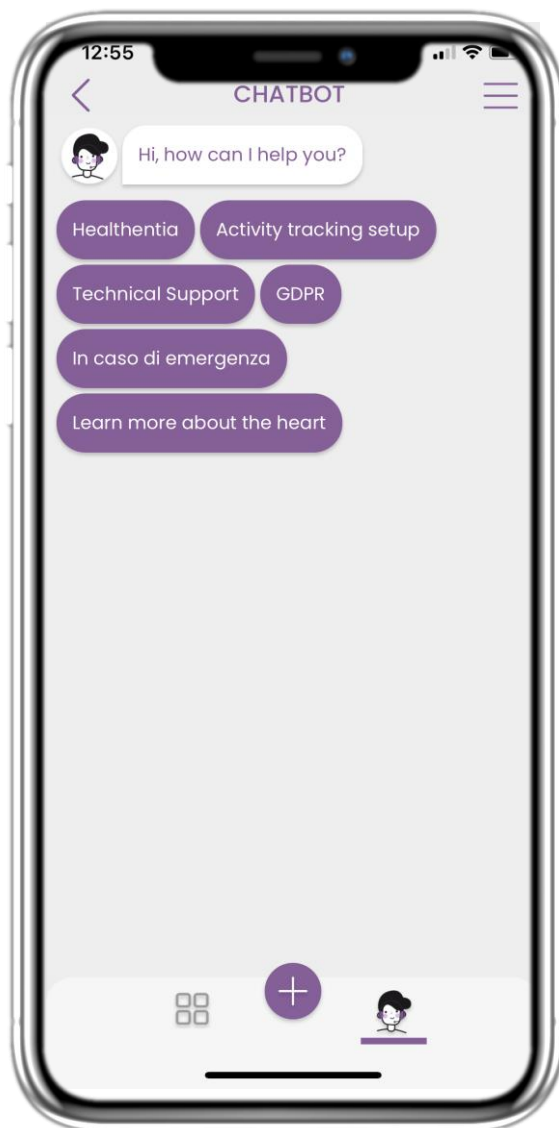 12:55
CHATBOT
Hi, how can I help you?
Healthentia Activity tracking setup
Technical Support GDPR
In caso di emergenza
Learn more about the heart